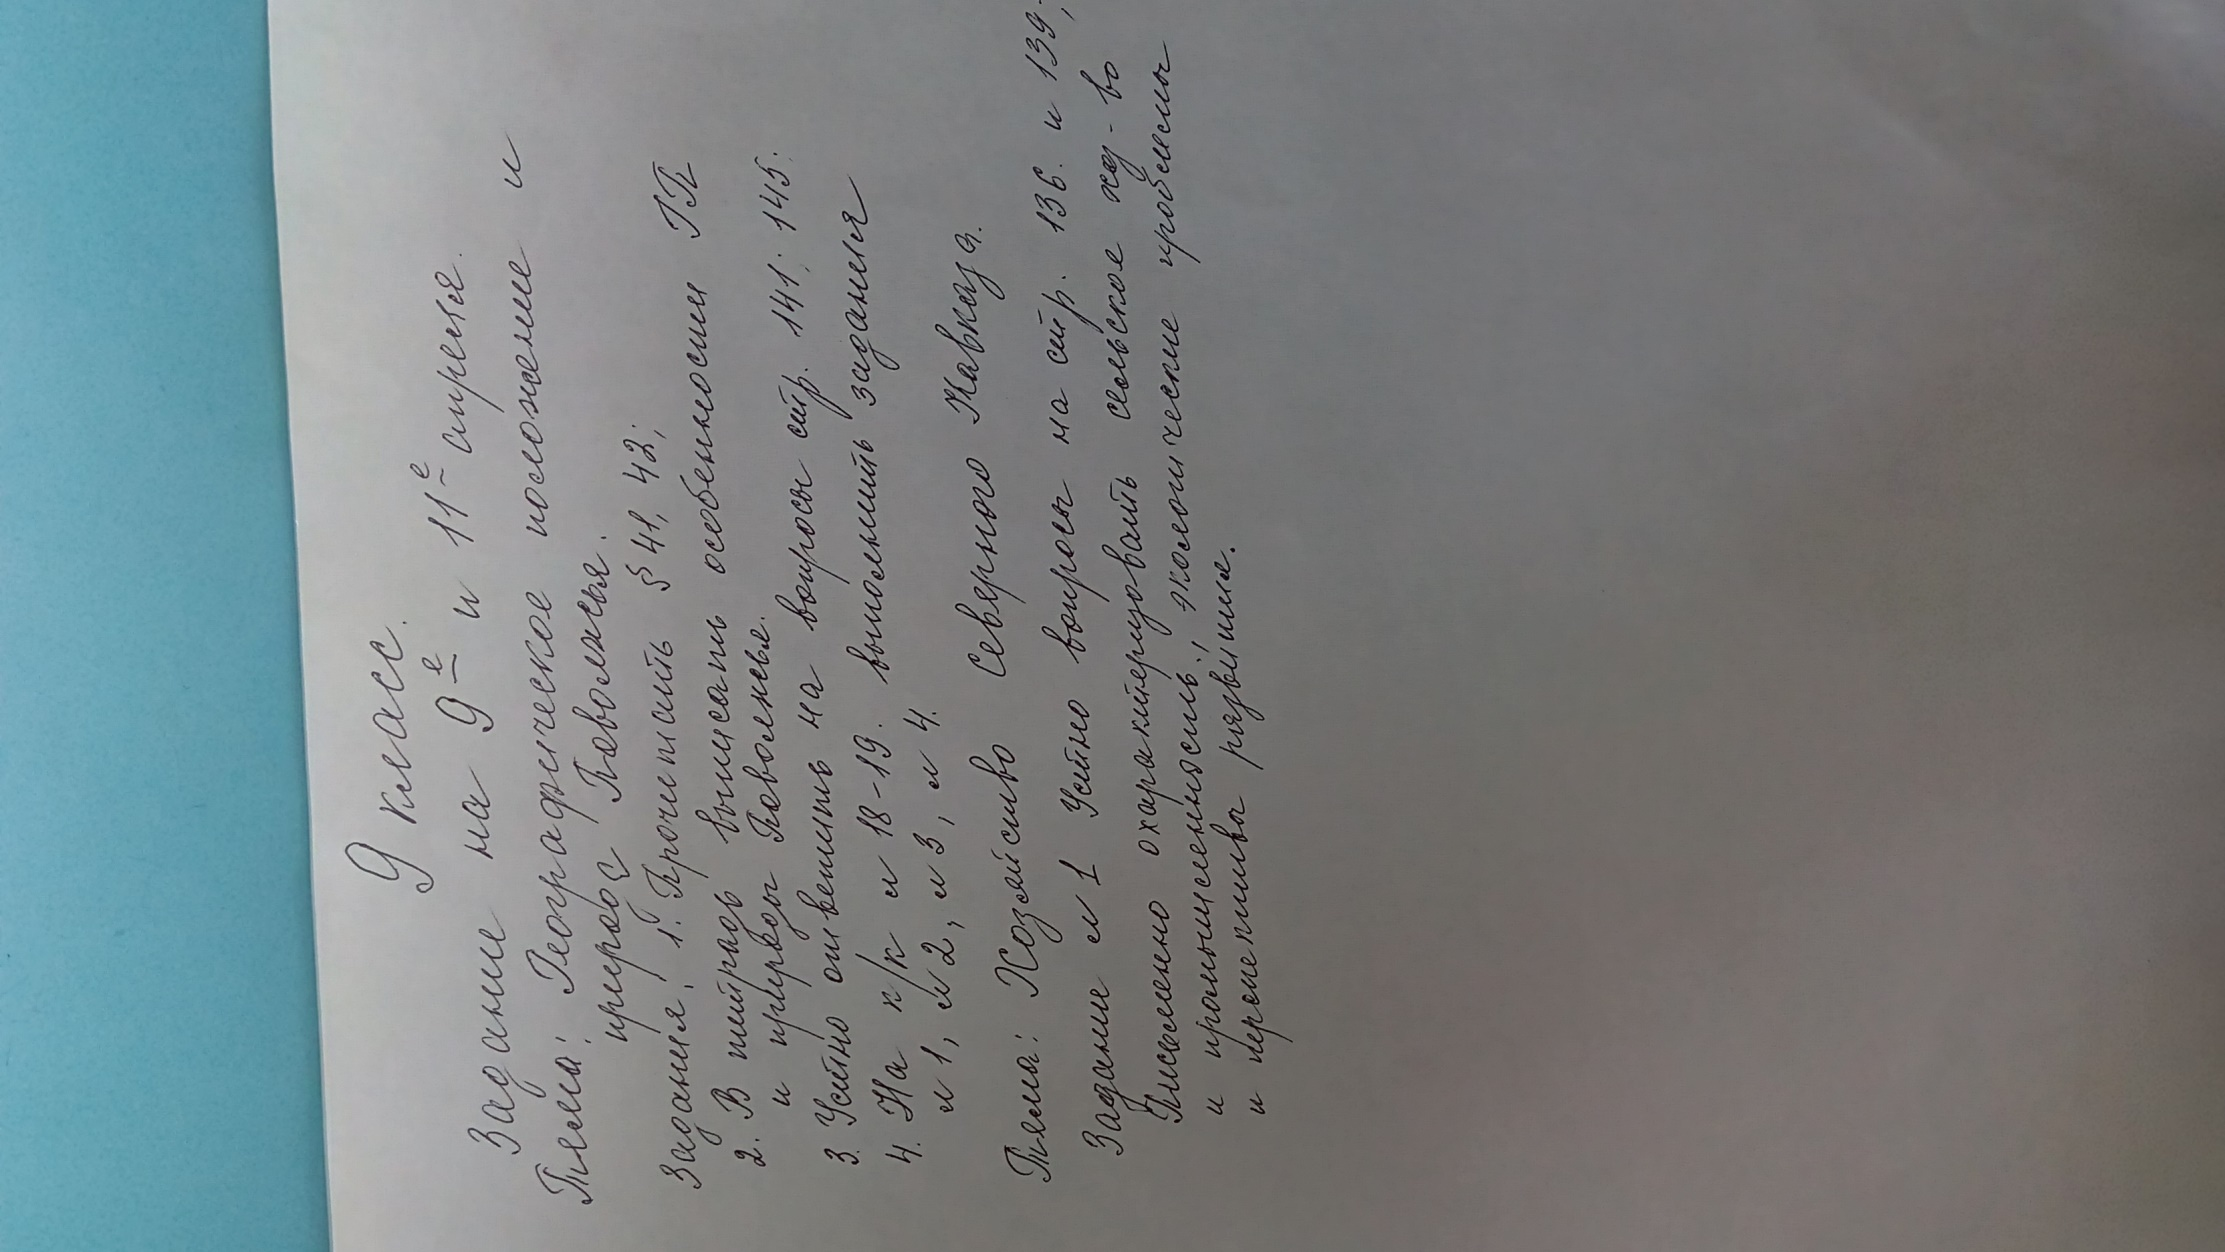 9 класс.
Задание на 9е и 11е апреля.
Тема: Географическое положение и
природа Поволжья.
Задания: 1. Прочитать § 41, 42;
2. В тетрадь выписать особенности ГП
и природы Поволжья.
3. Устно ответить на вопросы стр. 141; 145.
4. На к/к № 18-19. выполнить задания
№ 1, № 2, № 3, № 4.
Тема: Хозяйство Северного Кавказа.
Задание № 1 Устно вопросы на стр. 136. и 139;
Письменно охарактеризовать сельское хоз-во
и промышленность; экологические проблемы
и перспективы развития.